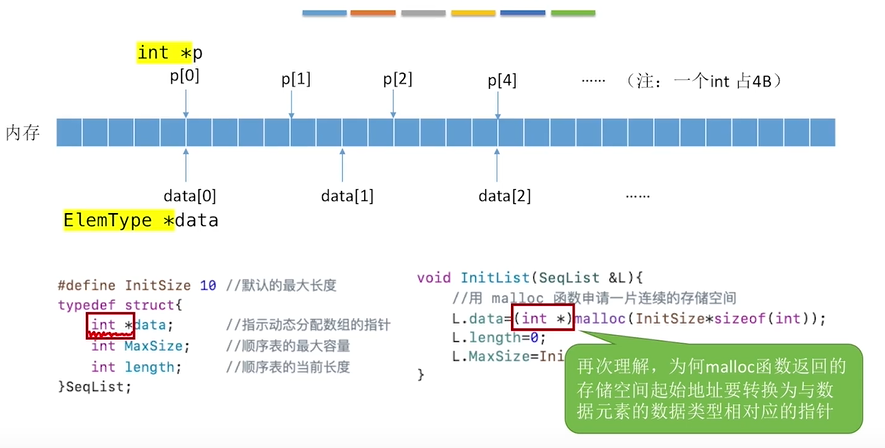 int *p
p[0] p[1] p[2] p[4] …… （注：一个int 占4B）
内存
data[0] data[1] data[2] ……
ElemType *data
#define InitSize 10 //默认的最大长度
typedef struct{
int *data; //指示动态分配数组的指针
int MaxSize; //顺序表的最大容量
int length; //顺序表的当前长度
}SeqList;
void InitList(SeqList &L){
//用 malloc 函数申请一片连续的存储空间
L.data=(int *)malloc(InitSize*sizeof(int));
L.length=0;
L.MaxSize=Ini
}
再次理解，为何malloc函数返回的
存储空间起始地址要转换为与数
据元素的数据类型相对应的指针